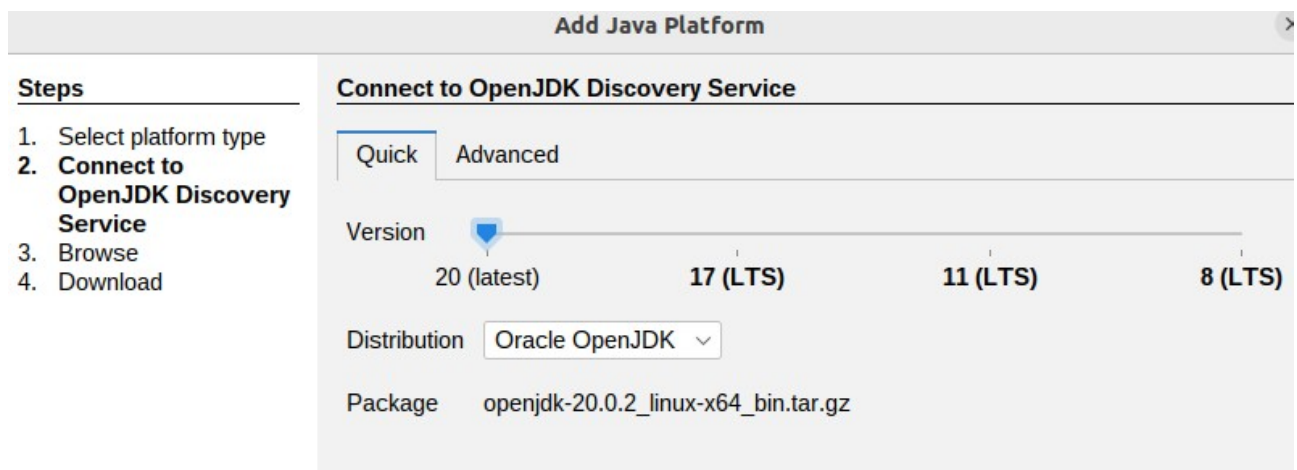 Add Java Platform
Steps
1. Select platform type
2. Connect to
OpenJDK Discovery
Service
3. Browse
4. Download
Connect to OpenJDK Discovery Service
Quick Advanced
Version
20 (latest) 17 (LTS) 11 (LTS) 8 (LTS)
Distribution Oracle OpenJDK
Package openjdk-20.0.2_linux-x64_bin.tar.gz